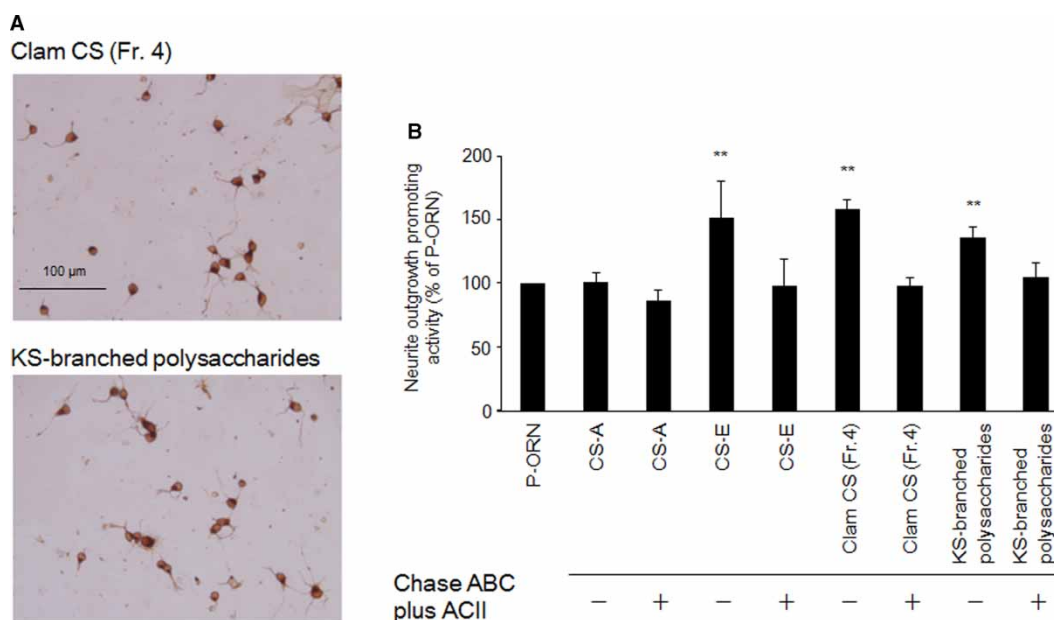 A
Clam CS (Fr. 4)
100 µm
KS-branched polysaccharides
B
Neurite outgrowth promoting
activity (% of P-ORN)
200
150
100
50
0
**
**
**
P-ORN
CS-A
CS-A
CS-E
CS-E
Clam CS (Fr.4)
Clam CS (Fr.4)
KS-branched
polysaccharides
KS-branched
polysaccharides
Chase ABC
plus ACII
− + − + − + − +